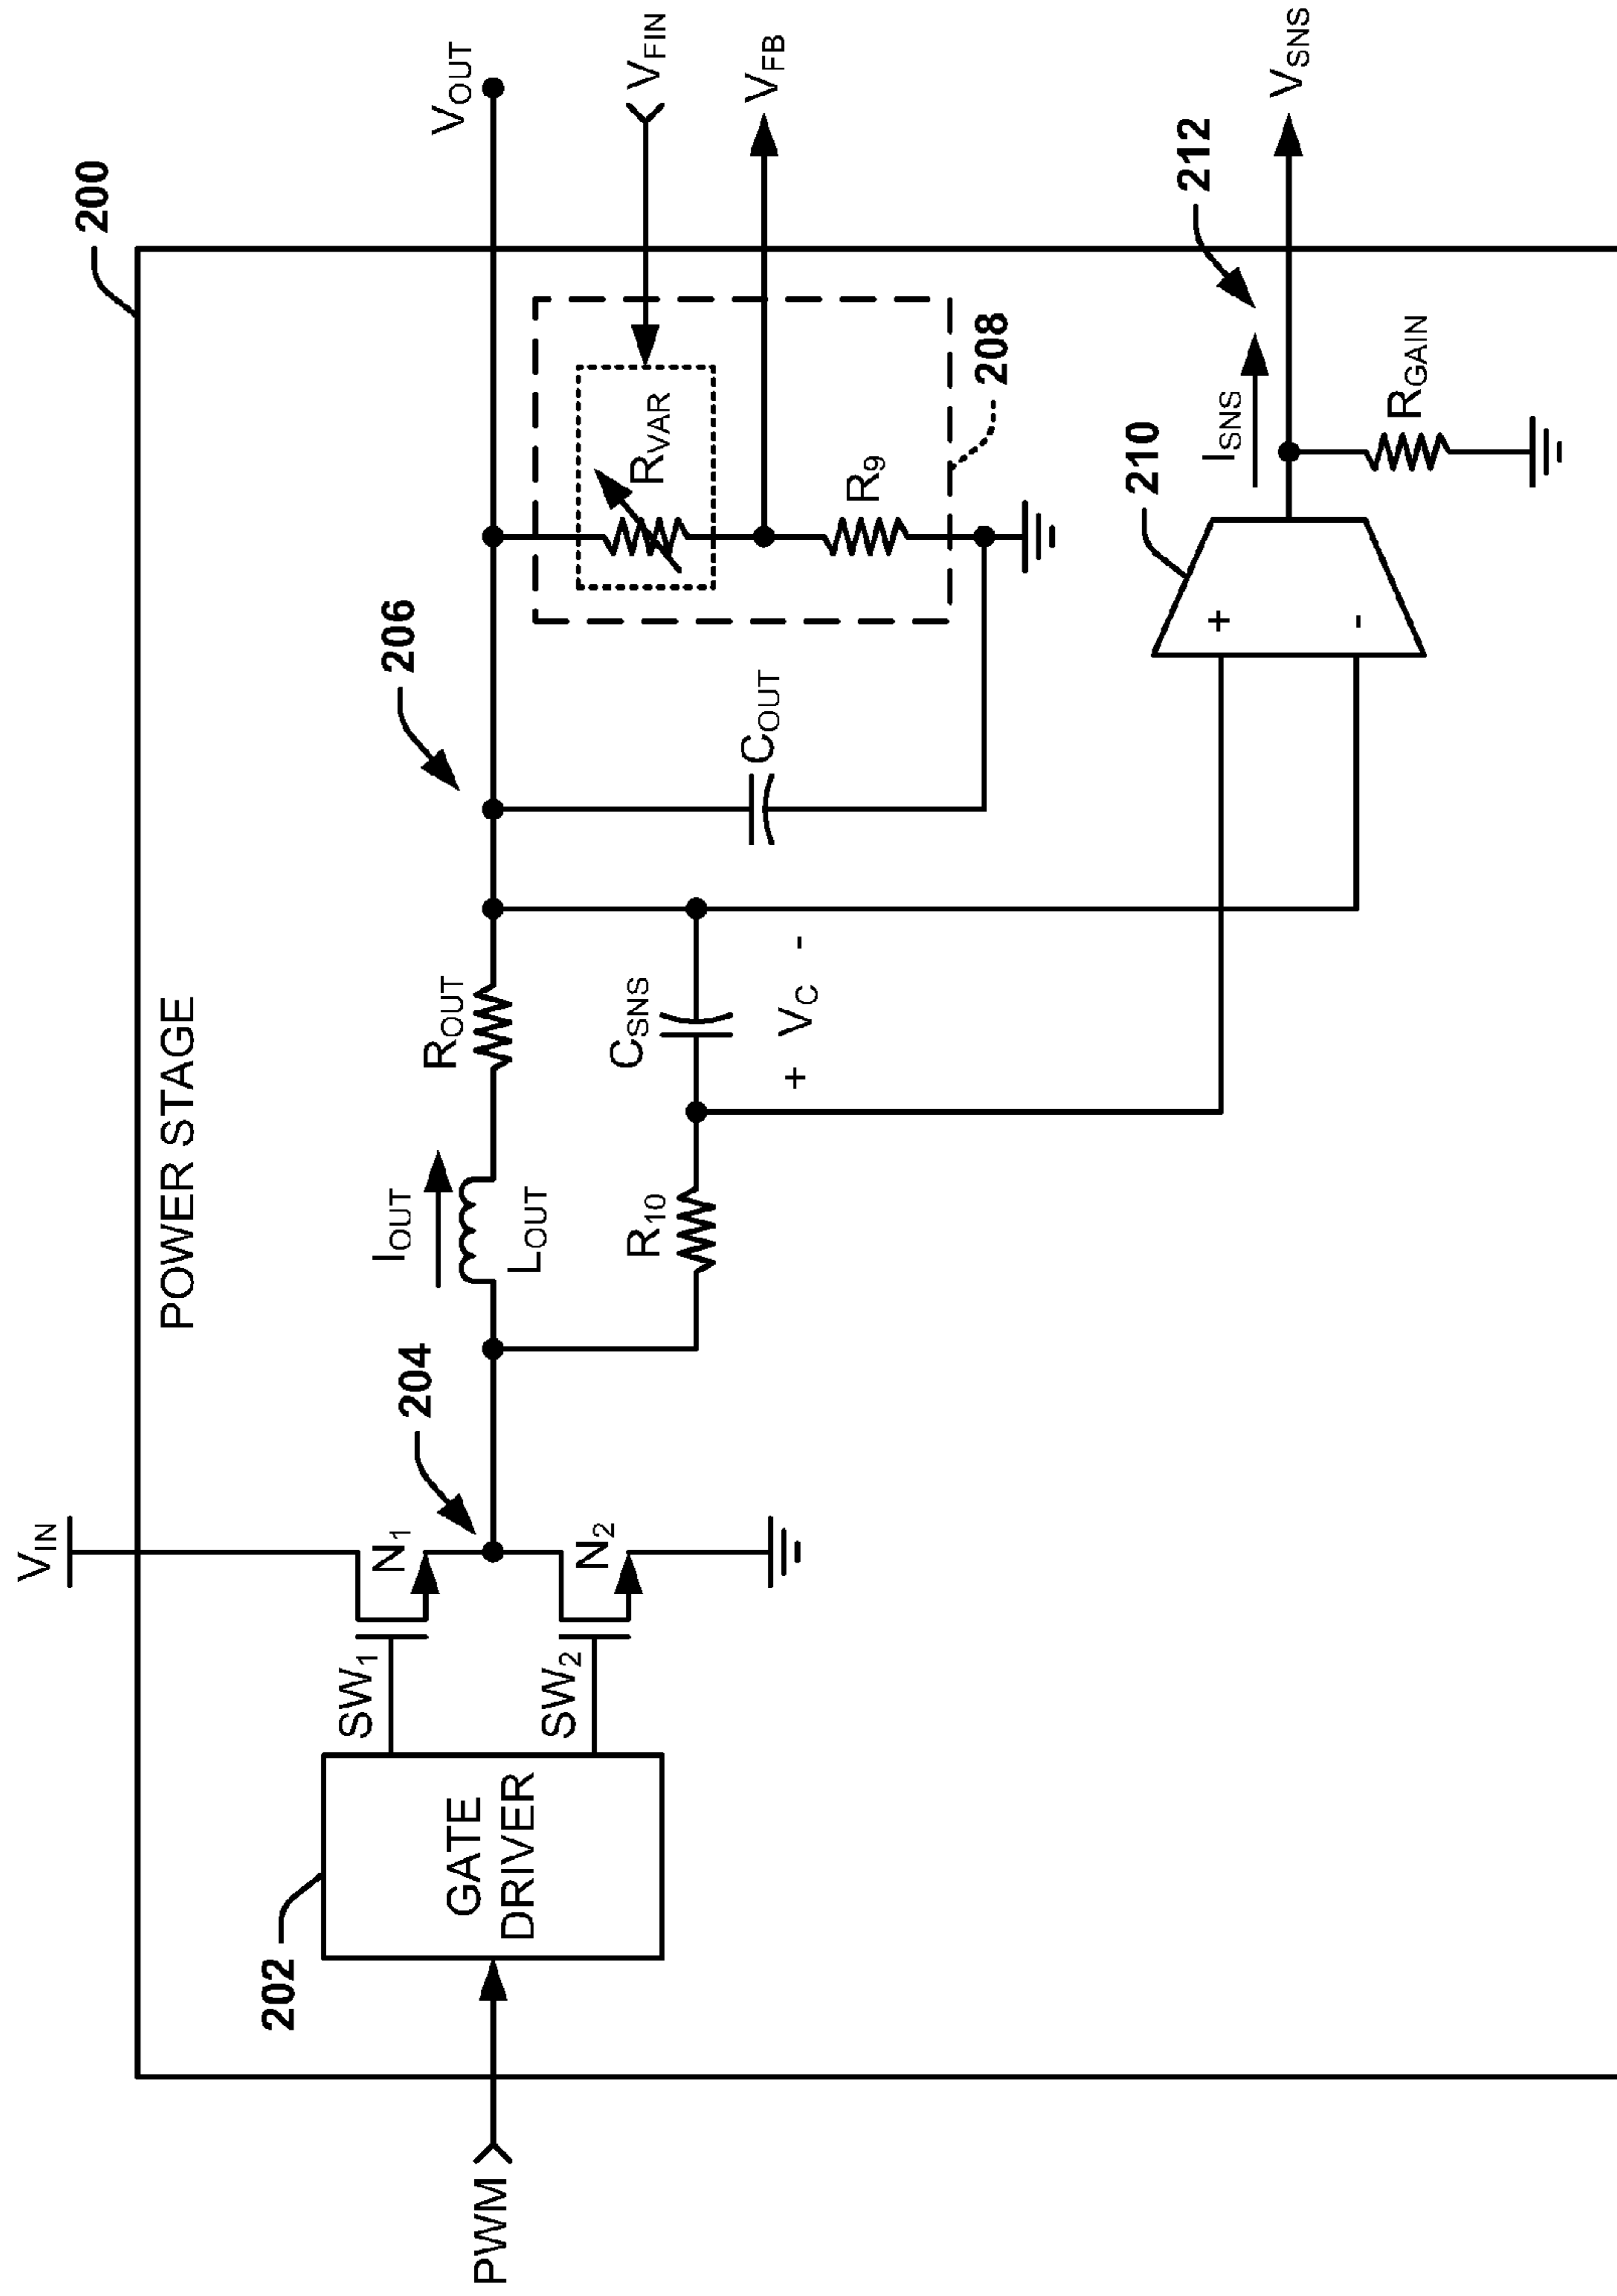 200
POWER STAGE
VIN
VOUT
206
204
IOUT
ROUT
LOUT
N1
SW1
202
GATE DRIVER
PWM
SW2
N2
R10
CSNS
+ VC -
COUT
RVAR
VFIN
VFB
R9
208
210
+
-
ISNS
212
VSNS
RGAIN